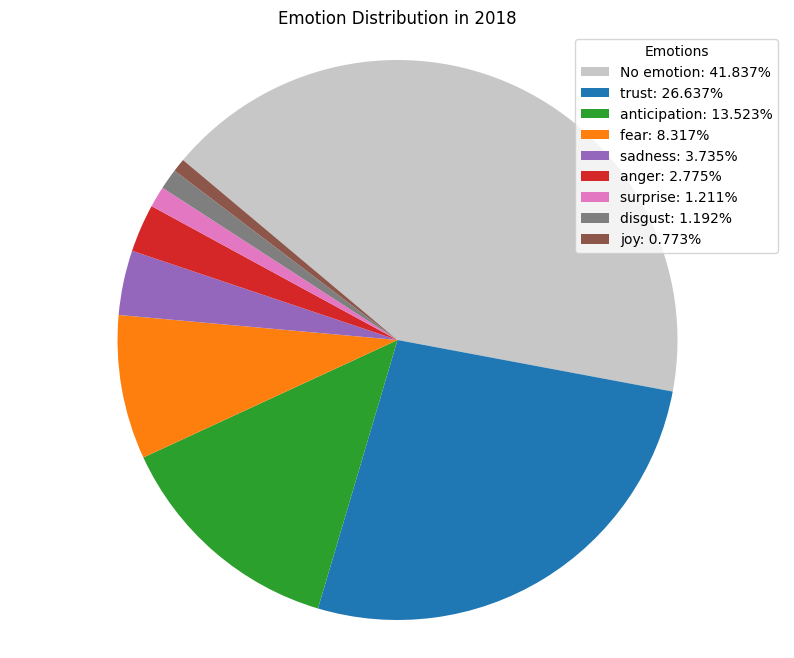 Emotion Distribution in 2018
Emotions
No emotion: 41.837%
trust: 26.637%
anticipation: 13.523%
fear: 8.317%
sadness: 3.735%
anger: 2.775%
surprise: 1.211%
disgust: 1.192%
joy: 0.773%